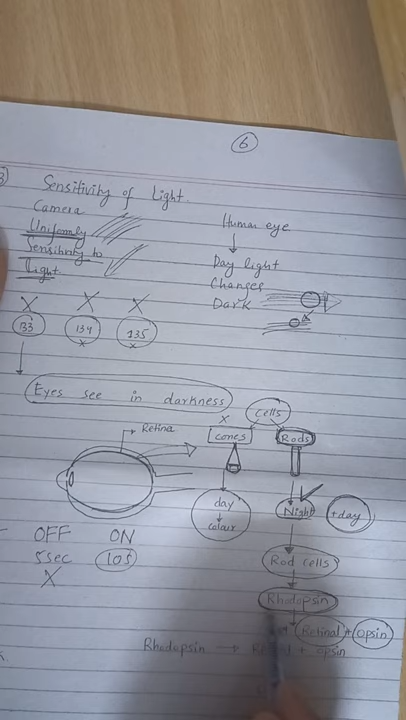 6
Sensitivity of Light.
Camera
Uniformly
Sensitivity to
Light
Human eye
Day light
Changes
Dark
X X X
133 134 135
Eyes see in darkness
Cells
Retina
cones
Rods
day
colour
Night
+day
OFF ON
5sec 10s
X
Rod cells
Rhodopsin
Retinal + opsin
Rhodopsin → + opsin